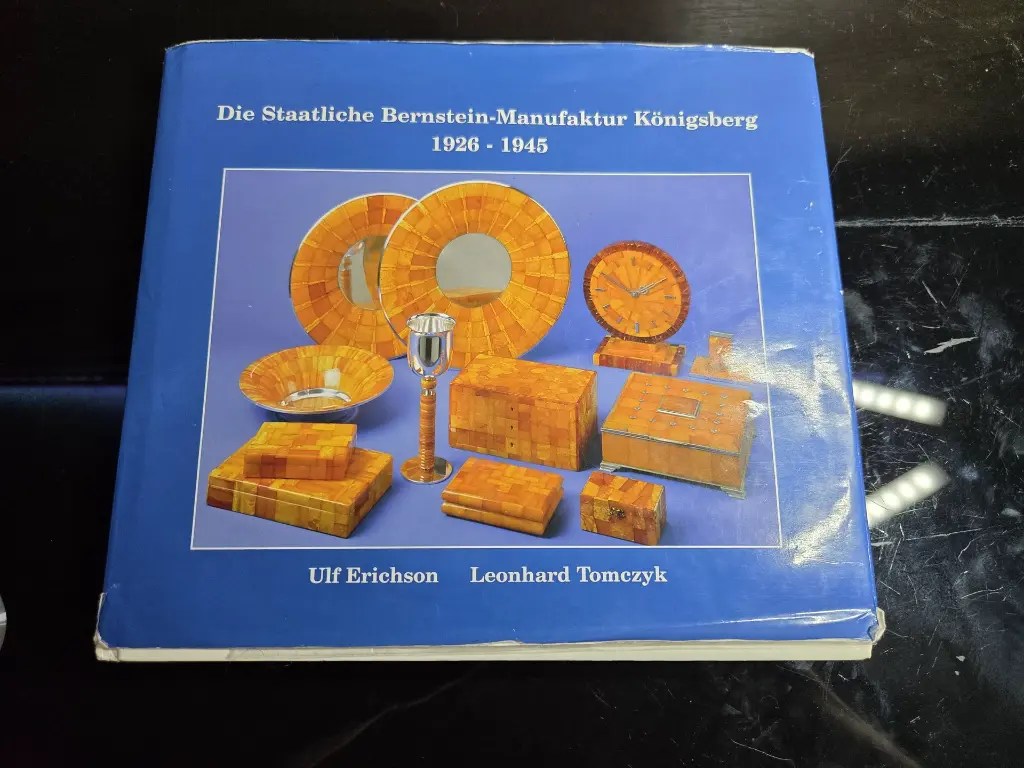 Die Staatliche Bernstein-Manufaktur Königsberg
1926 - 1945
Ulf Erichson Leonhard Tomczyk